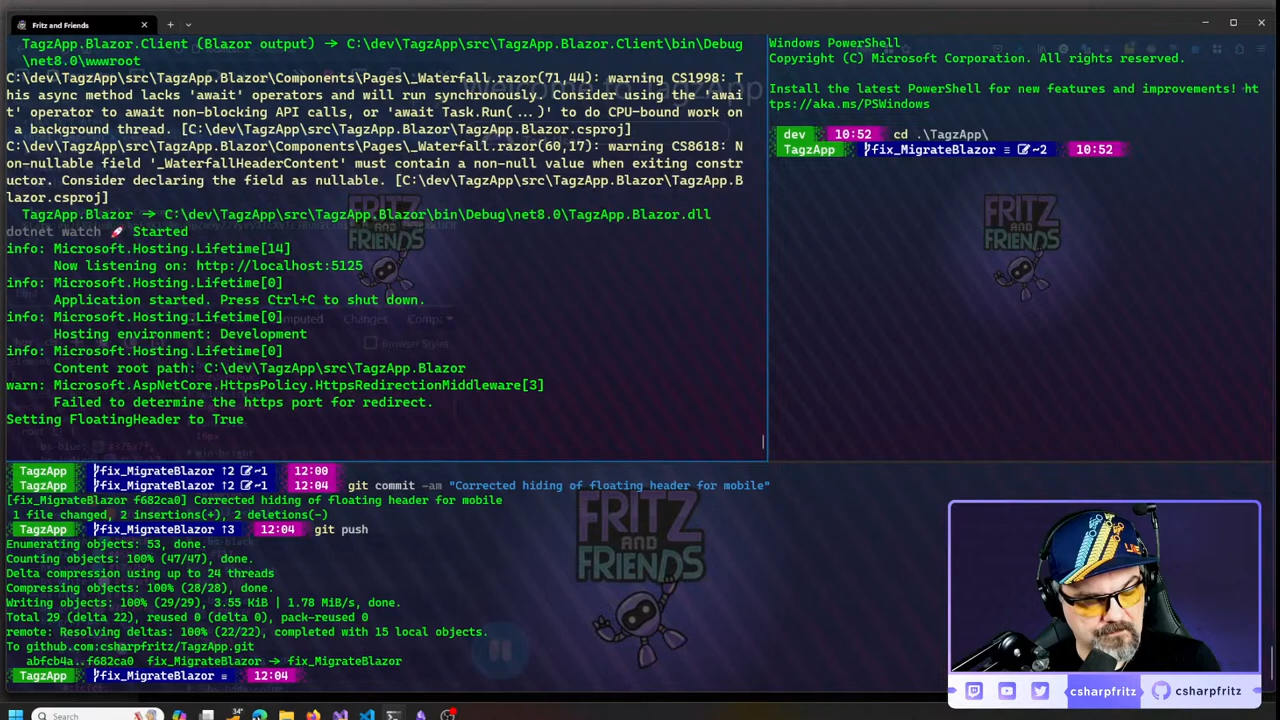 Fritz and Friends
TagzApp.Blazor.Client (Blazor output) -> C:\dev\TagzApp\src\TagzApp.Blazor.Client\bin\Debug
\net8.0\wwwroot
C:\dev\TagzApp\src\TagzApp.Blazor\Components\Pages\_Waterfall.razor(71,44): warning CS1998: T
his async method lacks 'await' operators and will run synchronously. Consider using the 'awai
t' operator to await non-blocking API calls, or 'await Task.Run(...)' to do CPU-bound work on
a background thread. [C:\dev\TagzApp\src\TagzApp.Blazor\TagzApp.Blazor.csproj]
C:\dev\TagzApp\src\TagzApp.Blazor\Components\Pages\_Waterfall.razor(60,17): warning CS8618: N
on-nullable field '_WaterfallHeaderContent' must contain a non-null value when exiting constr
uctor. Consider declaring the field as nullable. [C:\dev\TagzApp\src\TagzApp.Blazor\TagzApp.B
lazor.csproj]
TagzApp.Blazor -> C:\dev\TagzApp\src\TagzApp.Blazor\bin\Debug\net8.0\TagzApp.Blazor.dll
dotnet watch 🚀 Started
info: Microsoft.Hosting.Lifetime[14]
Now listening on: http://localhost:5125
info: Microsoft.Hosting.Lifetime[0]
Application started. Press Ctrl+C to shut down.
info: Microsoft.Hosting.Lifetime[0]
Hosting environment: Development
info: Microsoft.Hosting.Lifetime[0]
Content root path: C:\dev\TagzApp\src\TagzApp.Blazor
warn: Microsoft.AspNetCore.HttpsPolicy.HttpsRedirectionMiddleware[3]
Failed to determine the https port for redirect.
Setting FloatingHeader to True
Windows PowerShell
Copyright (C) Microsoft Corporation. All rights reserved.
Install the latest PowerShell for new features and improvements! ht
tps://aka.ms/PSWindows
dev 10:52 cd .\TagzApp\
TagzApp fix_MigrateBlazor ≡ ~2 10:52
FRITZ
AND
FRIENDS
FRITZ
AND
FRIENDS
TagzApp fix_MigrateBlazor ↑2 ~1 12:00
TagzApp fix_MigrateBlazor ↑2 ~1 12:04 git commit -am "Corrected hiding of floating header for mobile"
[fix_MigrateBlazor f682ca0] Corrected hiding of floating header for mobile
1 file changed, 2 insertions(+), 2 deletions(-)
TagzApp fix_MigrateBlazor ↑3 12:04 git push
Enumerating objects: 53, done.
Counting objects: 100% (47/47), done.
Delta compression using up to 24 threads
Compressing objects: 100% (28/28), done.
Writing objects: 100% (29/29), 3.55 KiB | 1.78 MiB/s, done.
Total 29 (delta 22), reused 0 (delta 0), pack-reused 0
remote: Resolving deltas: 100% (22/22), completed with 15 local objects.
To github.com:csharpfritz/TagzApp.git
abfcb4a..f682ca0 fix_MigrateBlazor -> fix_MigrateBlazor
TagzApp fix_MigrateBlazor ≡ 12:04
FRITZ
AND
FRIENDS
csharpfritz csharpfritz
Search
34°